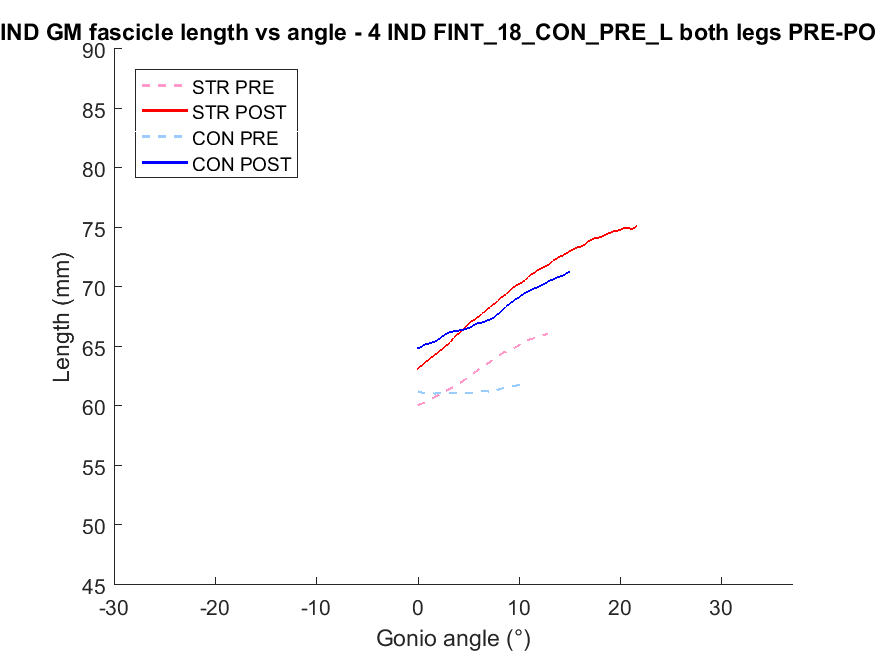 IND GM fascicle length vs angle - 4 IND FINT_18_CON_PRE_L both legs PRE-PO
90
85
80
75
70
65
60
55
50
45
Length (mm)
STR PRE
STR POST
CON PRE
CON POST
-30 -20 -10 0 10 20 30
Gonio angle (°)